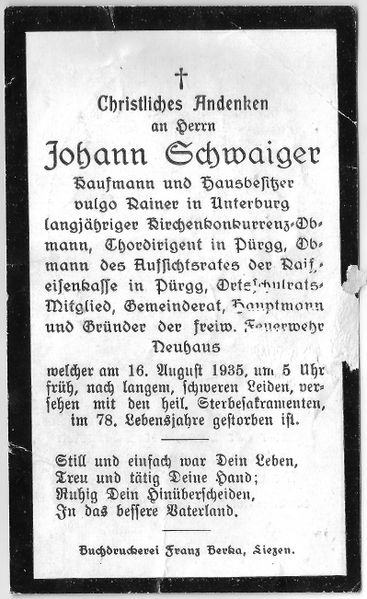 Christliches Andenken
an Herrn
Johann Schwaiger
Kaufmann und Hausbesitzer
vulgo Rainer in Unterburg
langjähriger Kirchenkonkurrenz-Ob-
mann, Chordirigent in Pürgg, Ob-
mann des Aufsichtsrates der Raif-
eisenkasse in Pürgg, Ortsschulrats-
Mitglied, Gemeinderat, Hauptmann
und Gründer der freiw. Feuerwehr
Neuhaus
welcher am 16. August 1935, um 5 Uhr
früh, nach langem, schweren Leiden, ver-
sehen mit den heil. Sterbesakramenten,
im 78. Lebensjahre gestorben ist.
Still und einfach war Dein Leben,
Treu und tätig Deine Hand;
Ruhig Dein Hinüberscheiden,
In das bessere Vaterland.
Buchdruckerei Franz Berka, Liezen.